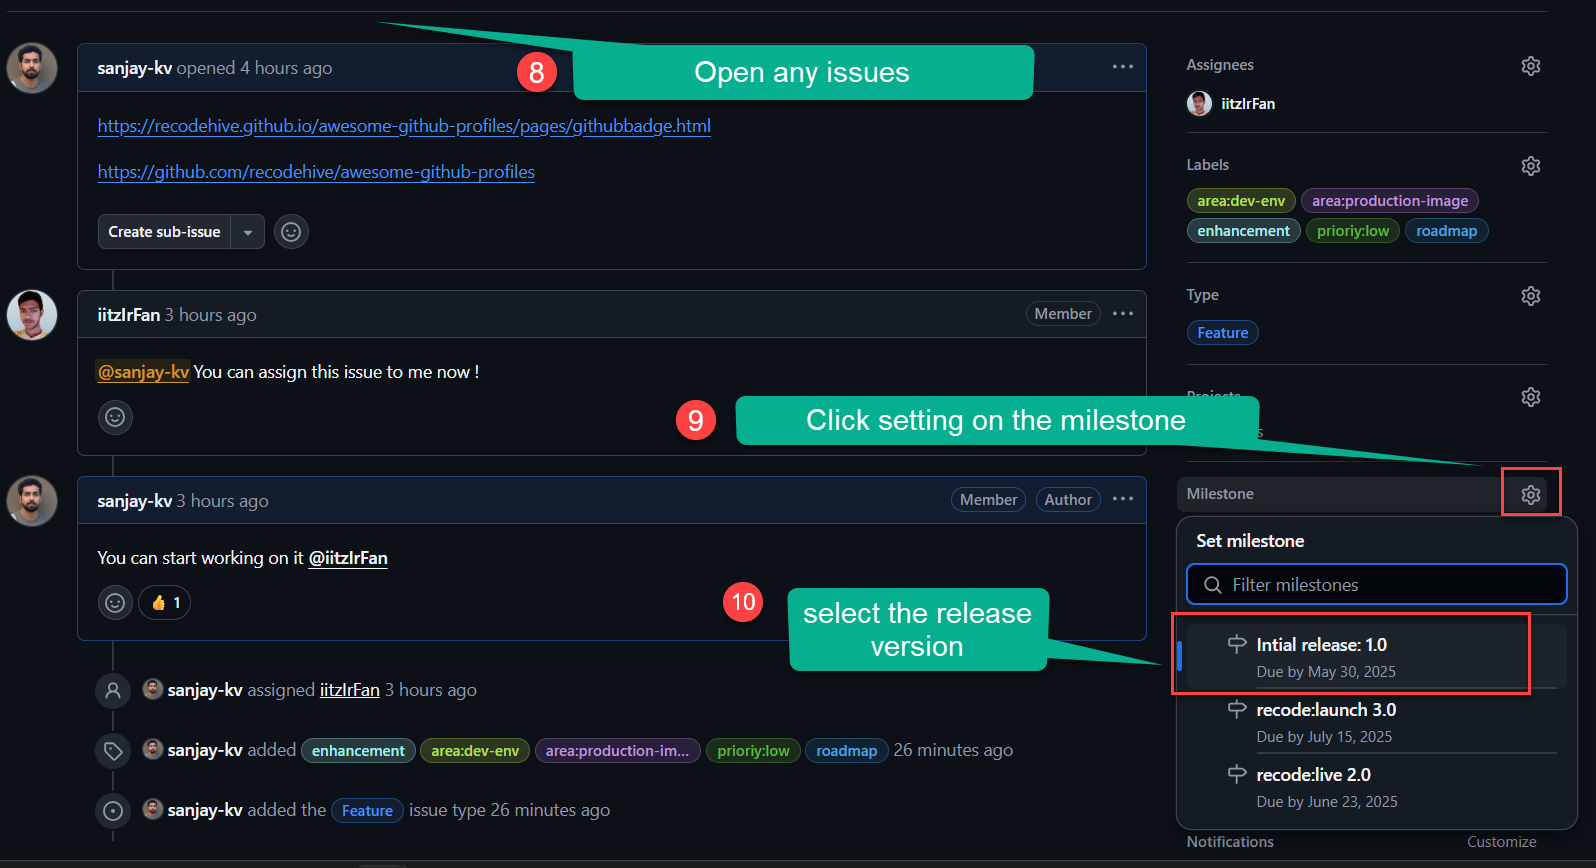 8
Open any issues
sanjay-kv opened 4 hours ago
https://recodehive.github.io/awesome-github-profiles/pages/githubbadge.html
https://github.com/recodehive/awesome-github-profiles
Create sub-issue
iitzIrFan 3 hours ago
Member
@sanjay-kv You can assign this issue to me now !
9
Click setting on the milestone
sanjay-kv 3 hours ago
Member Author
You can start working on it @iitzIrFan
👍 1
10
select the release
version
sanjay-kv assigned iitzIrFan 3 hours ago
sanjay-kv added enhancement area:dev-env area:production-im... prioriy:low roadmap 26 minutes ago
sanjay-kv added the Feature issue type 26 minutes ago
Assignees
iitzIrFan
Labels
area:dev-env area:production-image
enhancement prioriy:low roadmap
Type
Feature
Projects
Milestone
Set milestone
Filter milestones
Intial release: 1.0
Due by May 30, 2025
recode:launch 3.0
Due by July 15, 2025
recode:live 2.0
Due by June 23, 2025
Notifications Customize